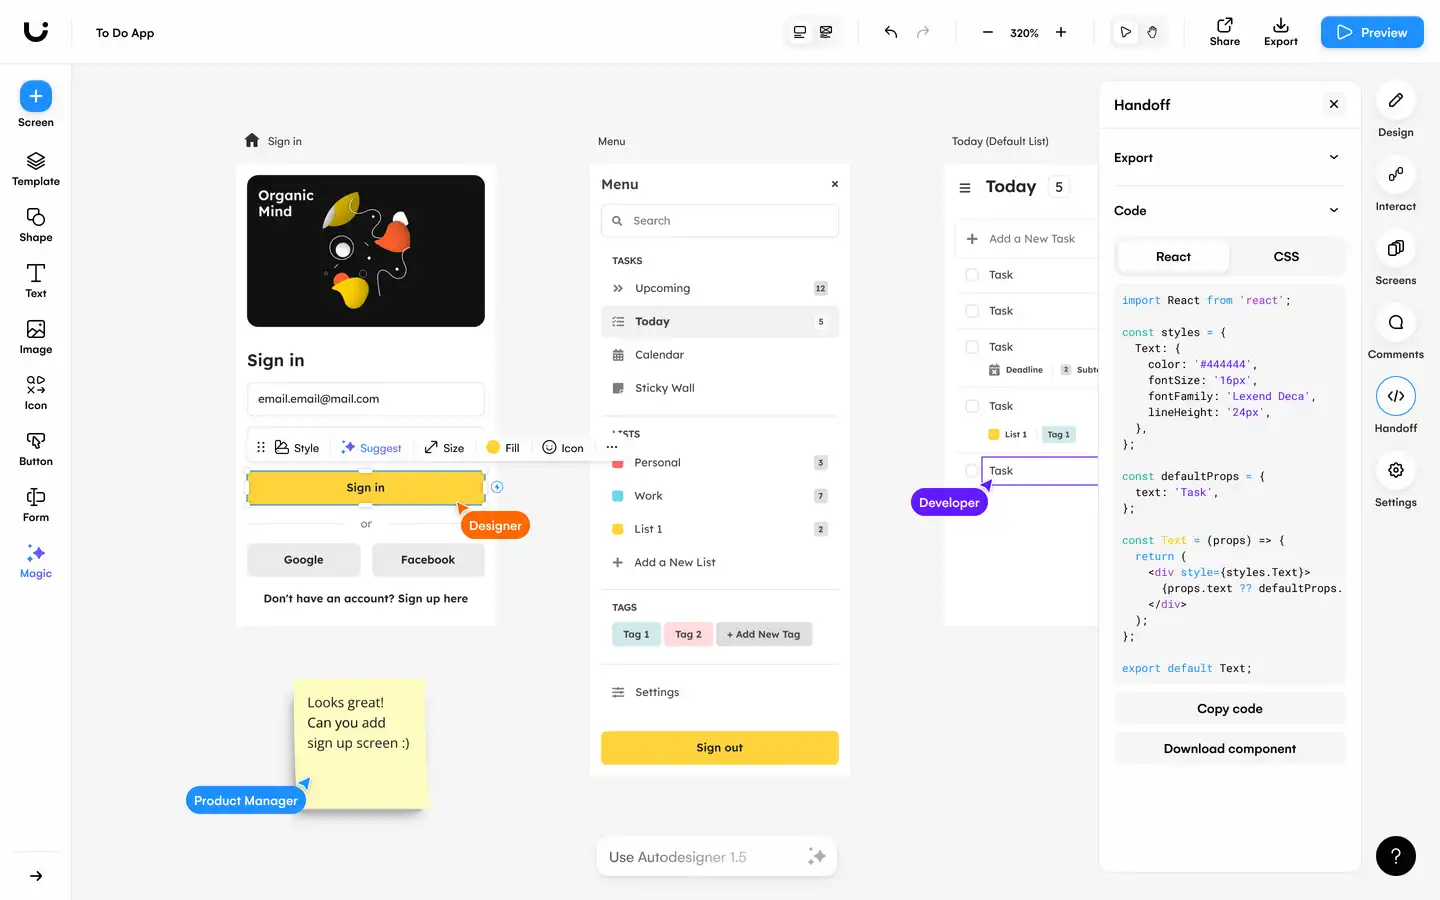 To Do App
320%
Share
Export
Preview
Screen
Template
Shape
Text
Image
Icon
Button
Form
Magic
Sign in
Organic
Mind
Sign in
email.email@mail.com
Style
Suggest
Size
Fill
Icon
Sign in
Designer
or
Google
Facebook
Don't have an account? Sign up here
Looks great!
Can you add
sign up screen :)
Product Manager
Menu
Menu
Search
TASKS
Upcoming 12
Today 5
Calendar
Sticky Wall
LISTS
Personal 3
Work 7
List 1 2
+ Add a New List
TAGS
Tag 1
Tag 2
+ Add New Tag
Settings
Sign out
Use Autodesigner 1.5
Today (Default List)
Today 5
+ Add a New Task
Task
Task
Task
Deadline
2
Task
List 1
Tag 1
Task
Developer
Handoff
Export
Code
React
CSS
import React from 'react';
const styles = {
Text: {
color: '#444444',
fontSize: '16px',
fontFamily: 'Lexend Deca',
lineHeight: '24px',
},
};
const defaultProps = {
text: 'Task',
};
const Text = (props) => {
return (
<div style={styles.Text}>
{props.text ?? defaultProps.
</div>
);
};
export default Text;
Copy code
Download component
Design
Interact
Screens
Comments
Handoff
Settings
?